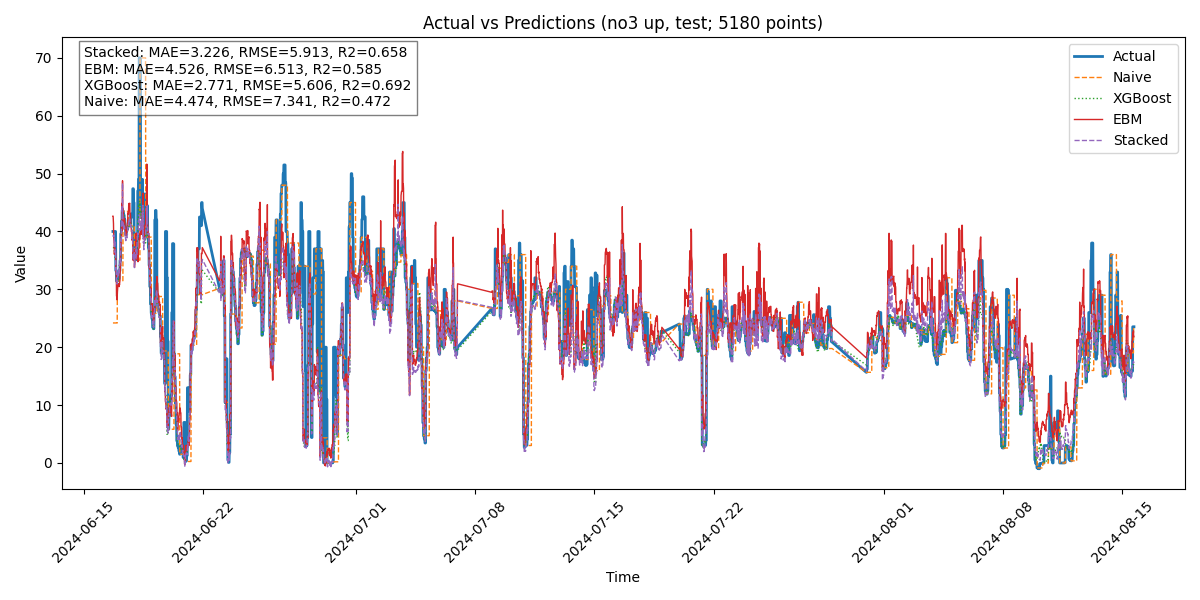 Actual vs Predictions (no3 up, test; 5180 points)
Stacked: MAE=3.226, RMSE=5.913, R2=0.658
EBM: MAE=4.526, RMSE=6.513, R2=0.585
XGBoost: MAE=2.771, RMSE=5.606, R2=0.692
Naive: MAE=4.474, RMSE=7.341, R2=0.472
Actual
Naive
XGBoost
EBM
Stacked
Value
70
60
50
40
30
20
10
0
2024-06-15
2024-06-22
2024-07-01
2024-07-08
2024-07-15
2024-07-22
2024-08-01
2024-08-08
2024-08-15
Time